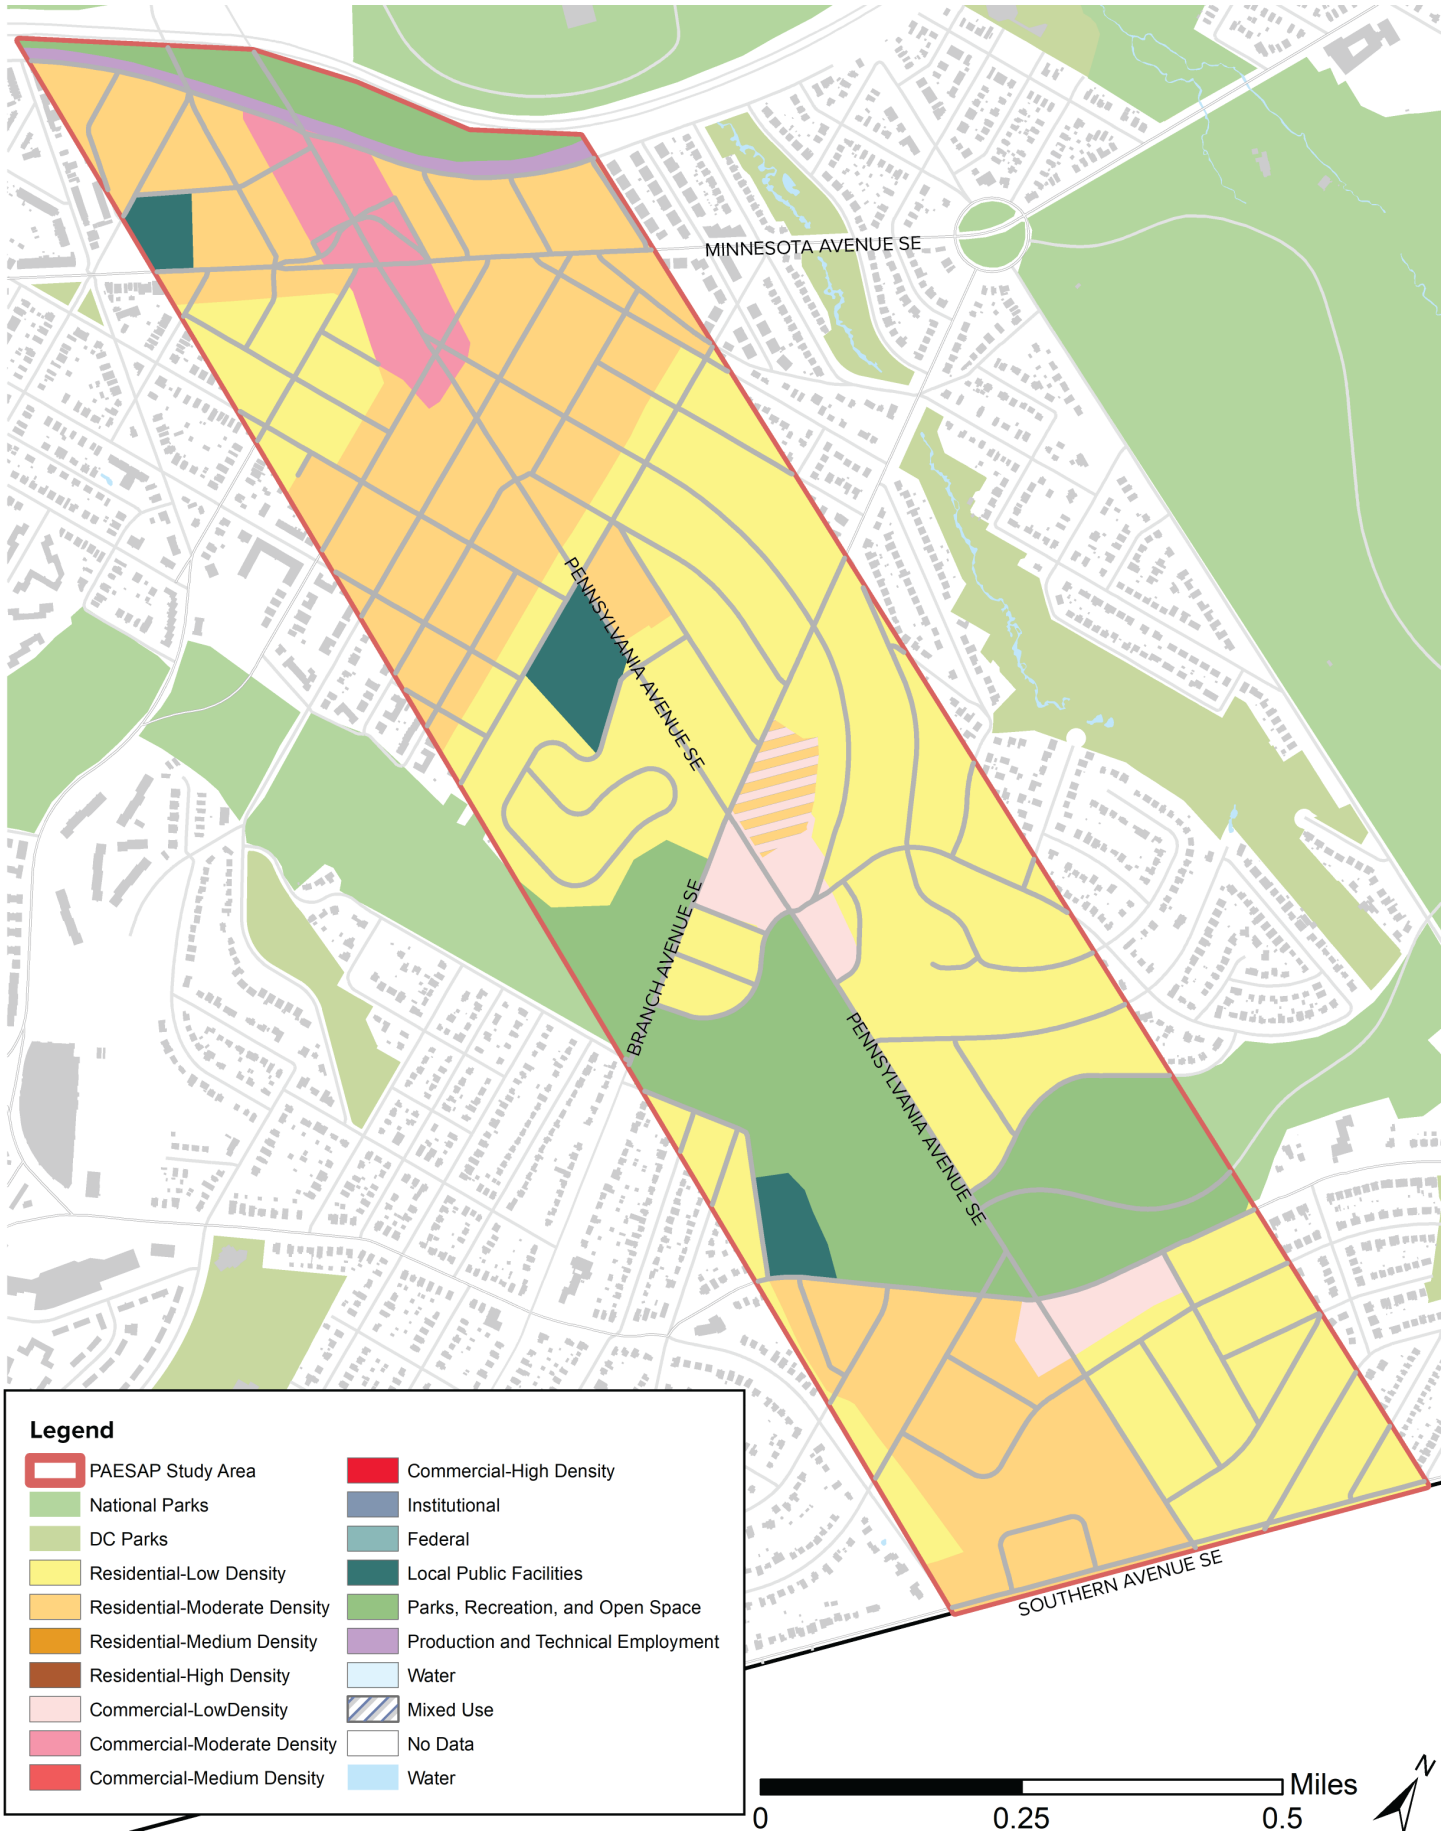 MINNESOTA AVENUE SE
PENNSYLVANIA AVENUE SE
BRANCH AVENUE SE
PENNSYLVANIA AVENUE SE
SOUTHERN AVENUE SE
Legend
PAESAP Study Area
National Parks
DC Parks
Residential-Low Density
Residential-Moderate Density
Residential-Medium Density
Residential-High Density
Commercial-LowDensity
Commercial-Moderate Density
Commercial-Medium Density
Commercial-High Density
Institutional
Federal
Local Public Facilities
Parks, Recreation, and Open Space
Production and Technical Employment
Water
Mixed Use
No Data
Water
N
Miles
0 0.25 0.5